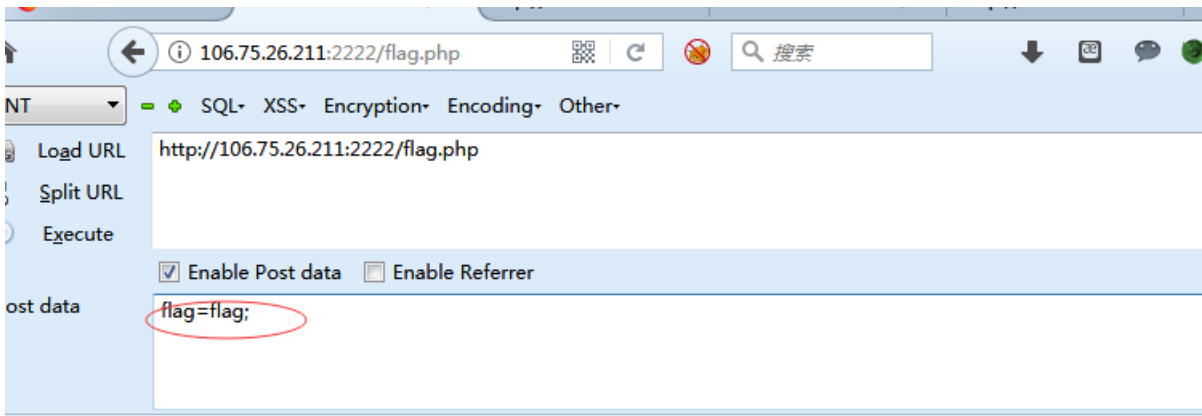 106.75.26.211:2222/flag.php 搜索
NT SQL- XSS- Encryption- Encoding- Other-
Load URL http://106.75.26.211:2222/flag.php
Split URL
Execute
Enable Post data Enable Referrer
ost data flag=flag;